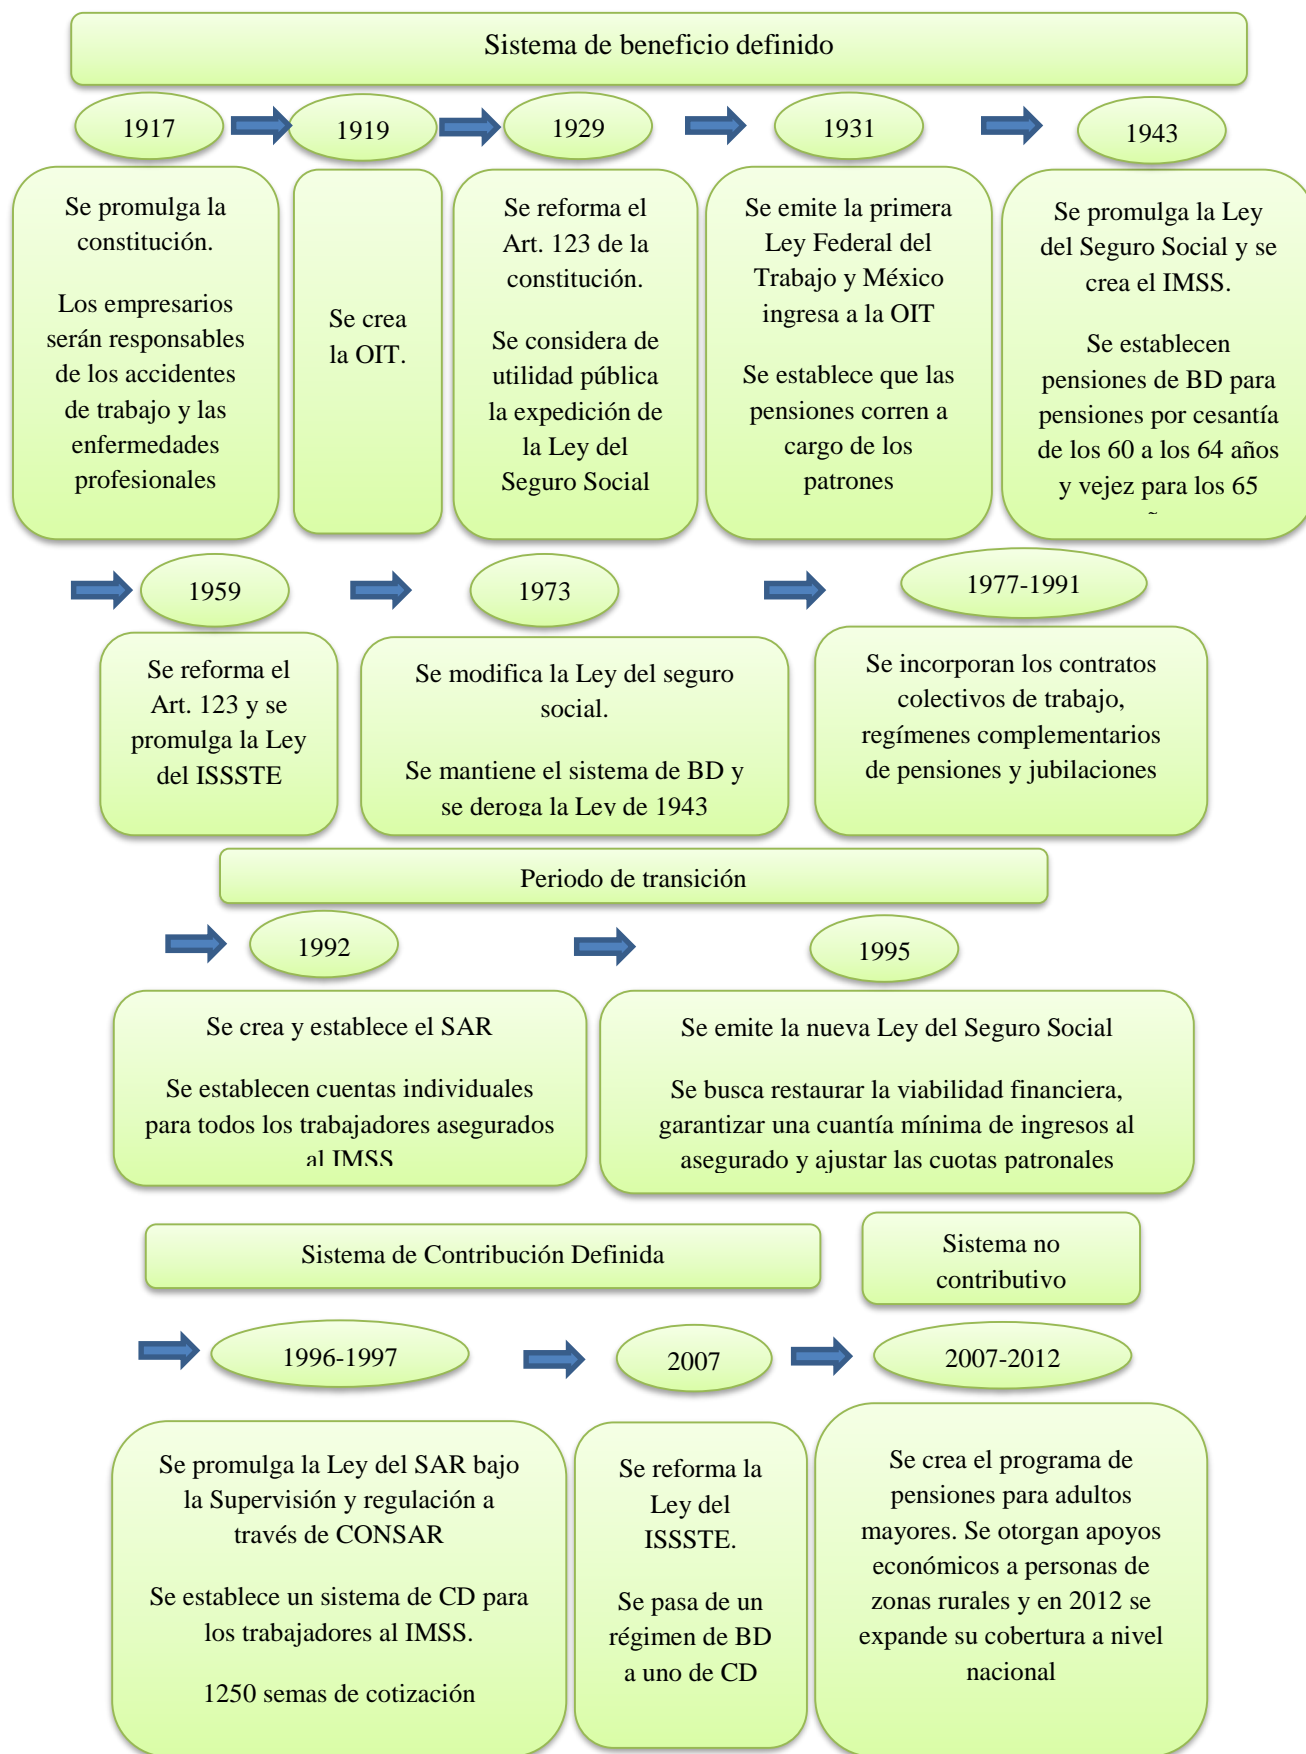 Sistema de beneficio definido
1917
1919
1929
1931
1943
Se promulga la
constitución.
Los empresarios
serán responsables
de los accidentes
de trabajo y las
enfermedades
profesionales
Se crea
la OIT.
Se reforma el
Art. 123 de la
constitución.
Se considera de
utilidad pública
la expedición de
la Ley del
Seguro Social
Se emite la primera
Ley Federal del
Trabajo y México
ingresa a la OIT
Se establece que las
pensiones corren a
cargo de los
patrones
Se promulga la Ley
del Seguro Social y se
crea el IMSS.
Se establecen
pensiones de BD para
pensiones por cesantía
de los 60 a los 64 años
y vejez para los 65
1959
1973
1977-1991
Se reforma el
Art. 123 y se
promulga la Ley
del ISSSTE
Se modifica la Ley del seguro
social.
Se mantiene el sistema de BD y
se deroga la Ley de 1943
Se incorporan los contratos
colectivos de trabajo,
regímenes complementarios
de pensiones y jubilaciones
Periodo de transición
1992
1995
Se crea y establece el SAR
Se establecen cuentas individuales
para todos los trabajadores asegurados
al IMSS
Se emite la nueva Ley del Seguro Social
Se busca restaurar la viabilidad financiera,
garantizar una cuantía mínima de ingresos al
asegurado y ajustar las cuotas patronales
Sistema de Contribución Definida
Sistema no
contributivo
1996-1997
2007
2007-2012
Se promulga la Ley del SAR bajo
la Supervisión y regulación a
través de CONSAR
Se establece un sistema de CD para
los trabajadores al IMSS.
1250 semas de cotización
Se reforma la
Ley del
ISSSTE.
Se pasa de un
régimen de BD
a uno de CD
Se crea el programa de
pensiones para adultos
mayores. Se otorgan apoyos
económicos a personas de
zonas rurales y en 2012 se
expande su cobertura a nivel
nacional